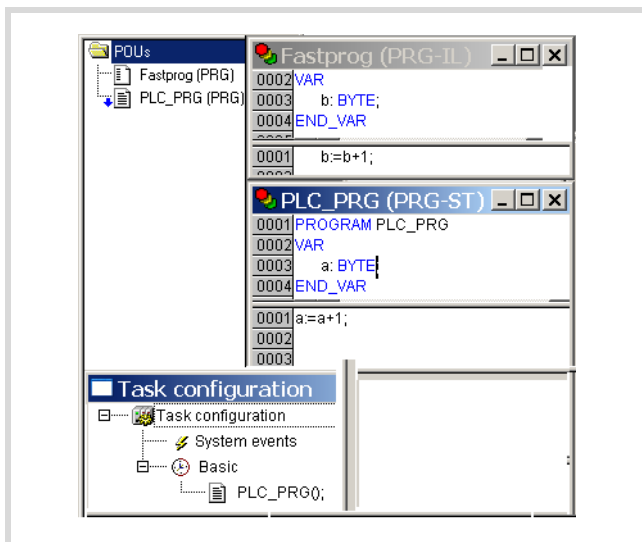 POUs
Fastprog (PRG)
PLC_PRG (PRG)
Fastprog (PRG-IL)
0002 VAR
0003 b: BYTE;
0004 END_VAR
0001 b:=b+1;
PLC_PRG (PRG-ST)
0001 PROGRAM PLC_PRG
0002 VAR
0003 a: BYTE
0004 END_VAR
0001 a:=a+1;
0002
0003
Task configuration
Task configuration
System events
Basic
PLC_PRG();